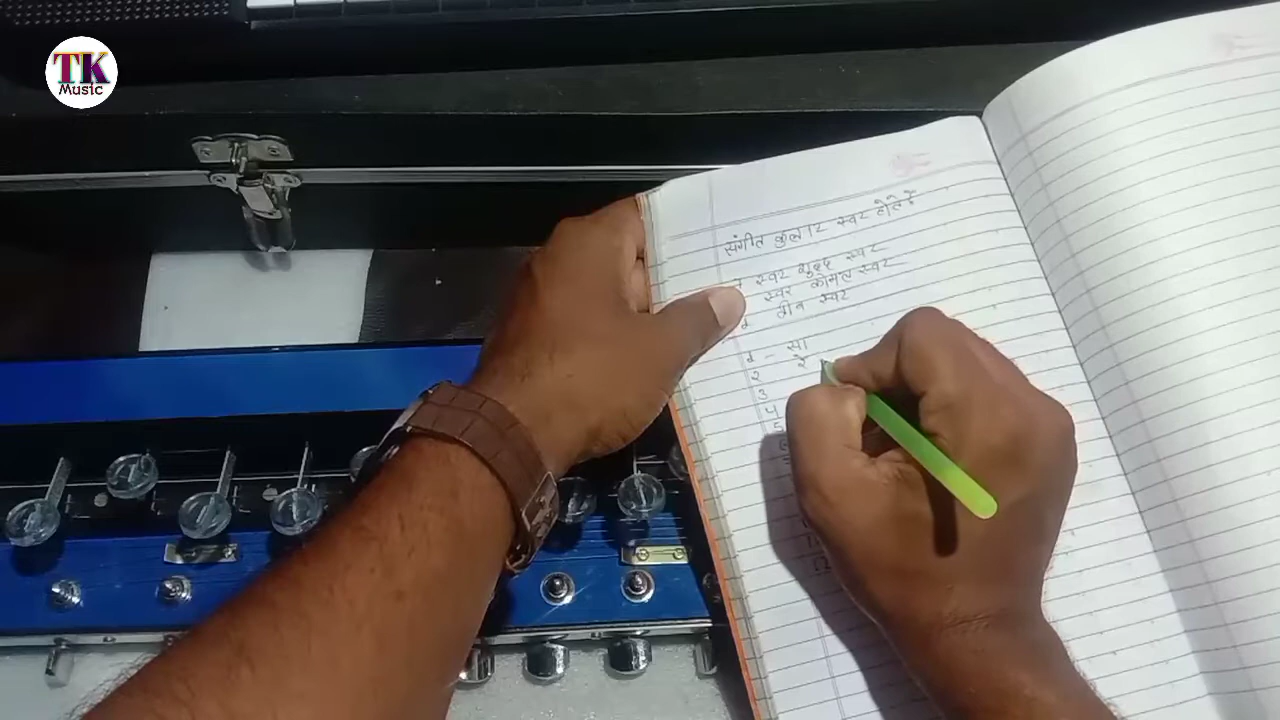 TK
Music
संगीत कुल 12 स्वर होते है
स्वर शुद्ध स्वर
स्वर कोमल स्वर
तीव्र स्वर
1 - सा
2 रे
3
4
5